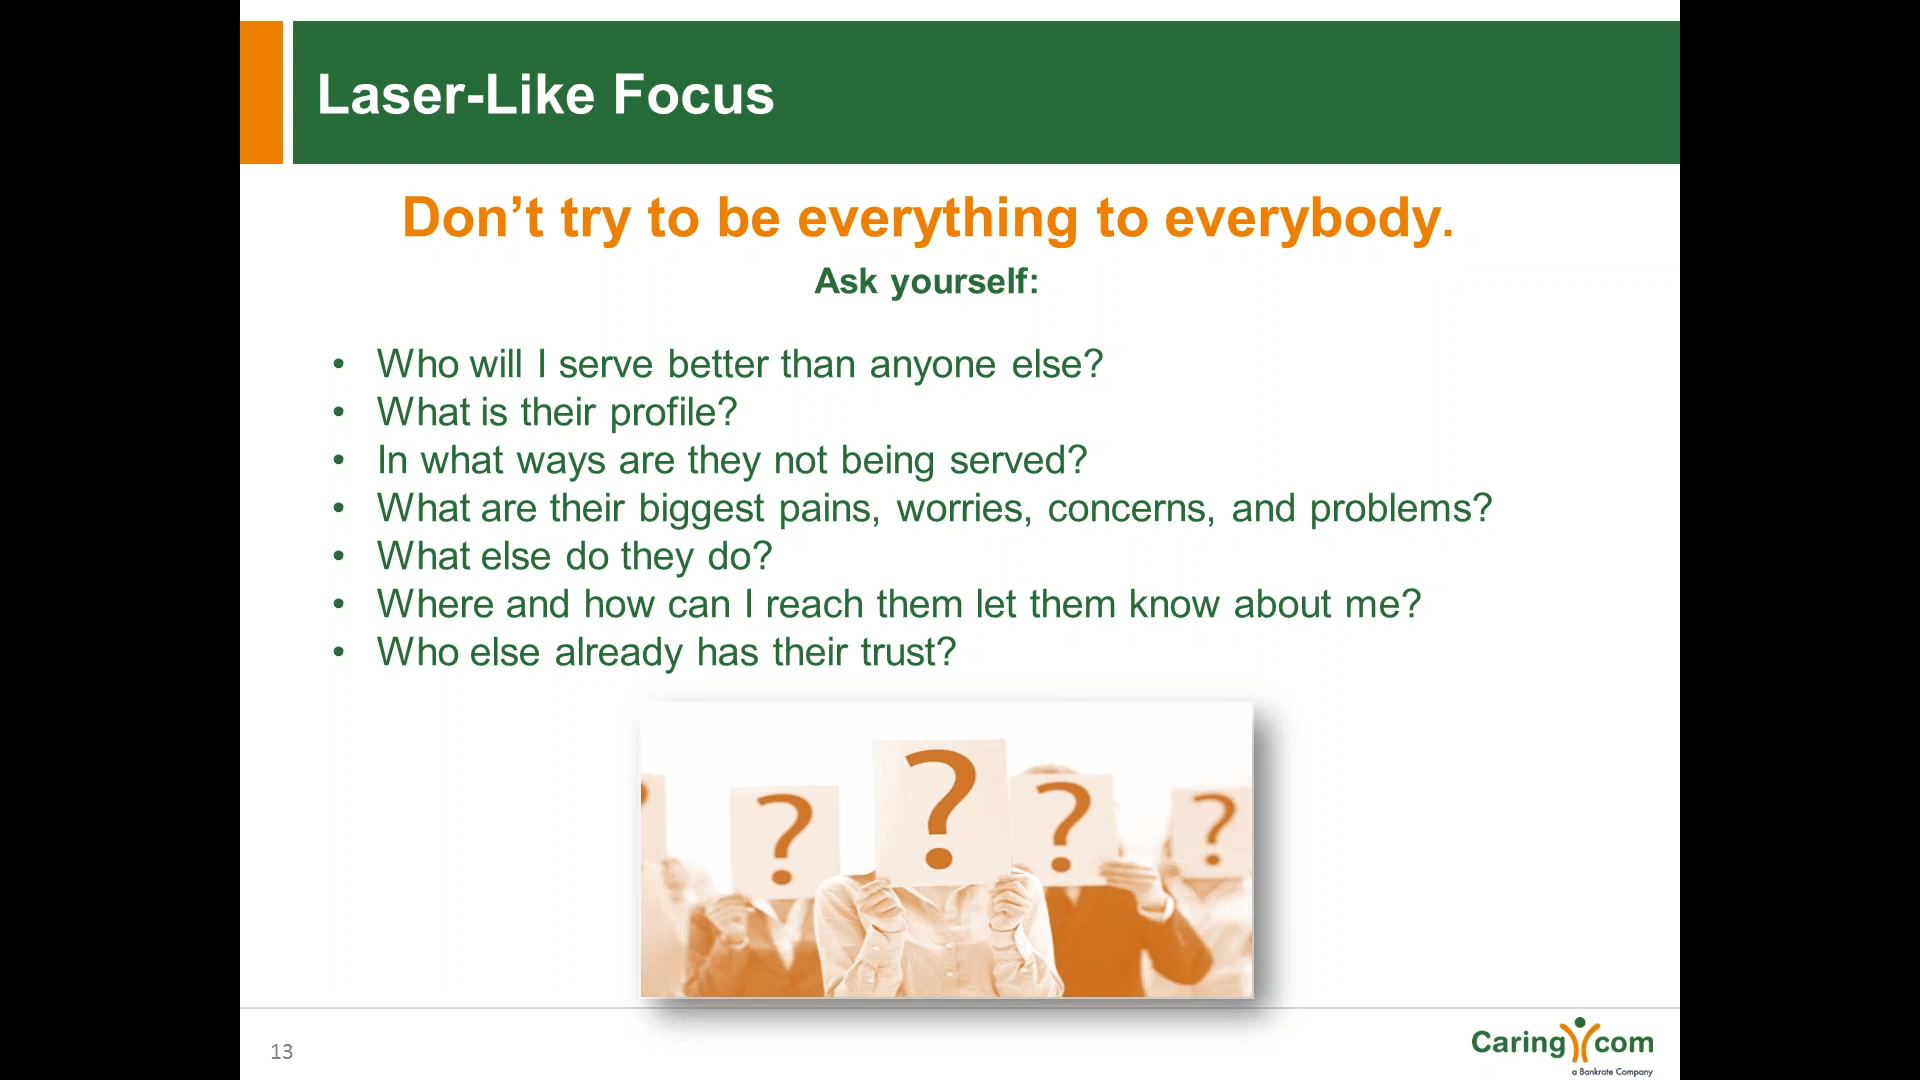 Laser-Like Focus
Don’t try to be everything to everybody.
Ask yourself:
• Who will I serve better than anyone else?
• What is their profile?
• In what ways are they not being served?
• What are their biggest pains, worries, concerns, and problems?
• What else do they do?
• Where and how can I reach them let them know about me?
• Who else already has their trust?
? ? ? ? ?
13
Caring com
a Bankrate Company